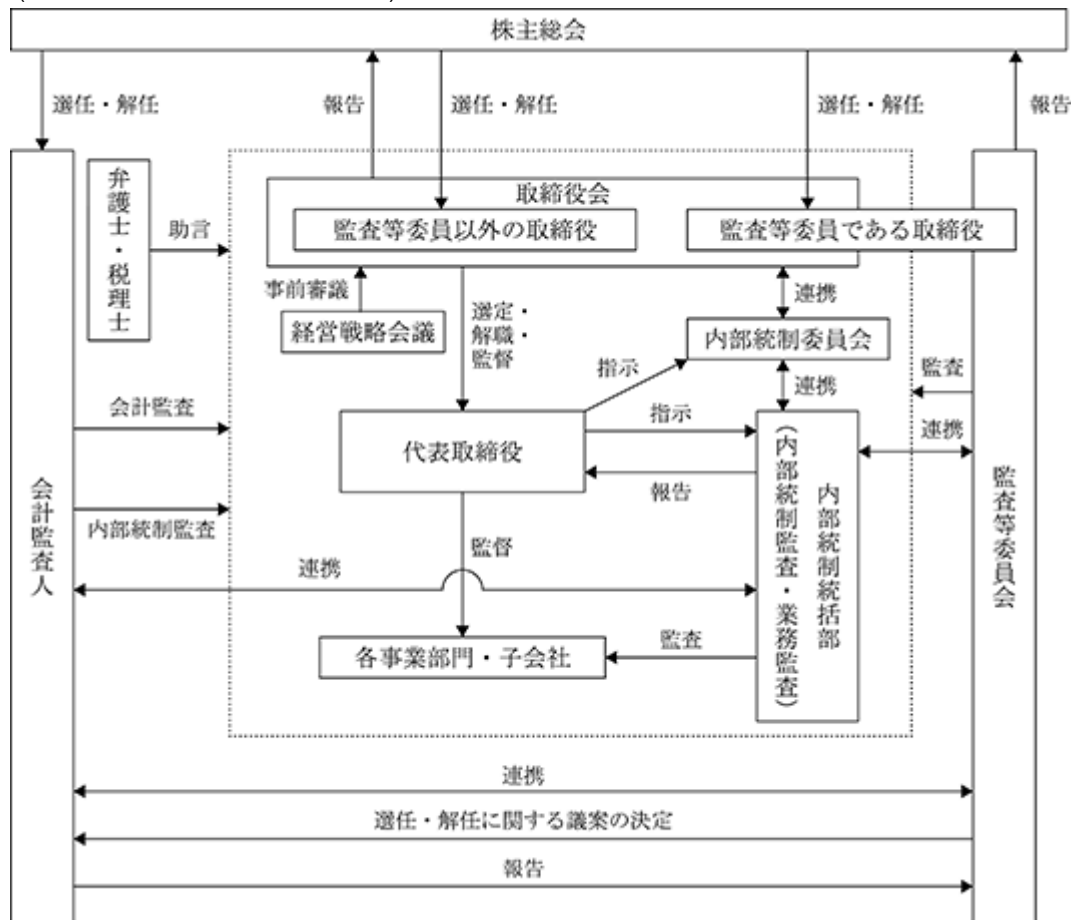 株主総会
選任・解任
報告
選任・解任
選任・解任
報告
弁護士・税理士
助言
取締役会
監査等委員以外の取締役
監査等委員である取締役
事前審議
経営戦略会議
選定・
解職・
監督
連携
内部統制委員会
指示
連携
監査
会計監査
代表取締役
指示
報告
連携
内部統制統括部
(内部統制監査・業務監査)
会計監査人
監査等委員会
内部統制監査
監督
連携
各事業部門・子会社
監査
連携
選任・解任に関する議案の決定
報告